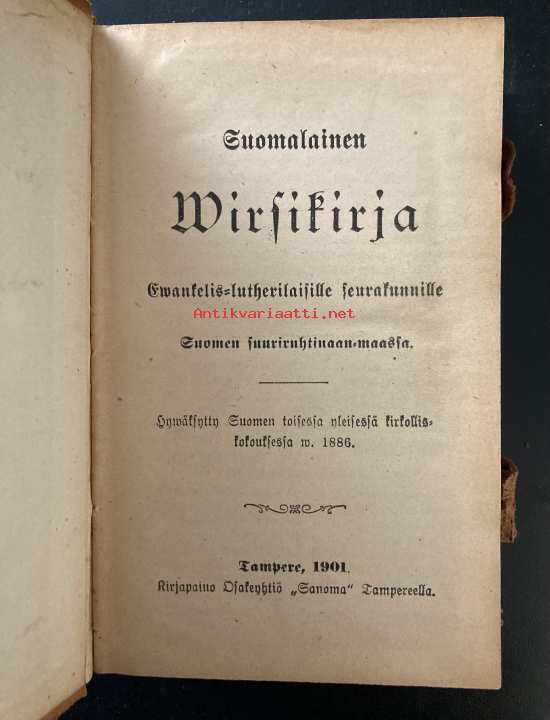 Suomalainen
Wirsikirja
Ewankelis-lutherilaisille seurakunnille
Antikvariaatti.net
Suomen suuriruhtinaan-maassa.
Hywäksytty Suomen toisessa yleisessä kirkollis-
kokouksessa w. 1886.
Tampere, 1901.
Kirjapaino Osakeyhtiö „Sanoma" Tampereella.